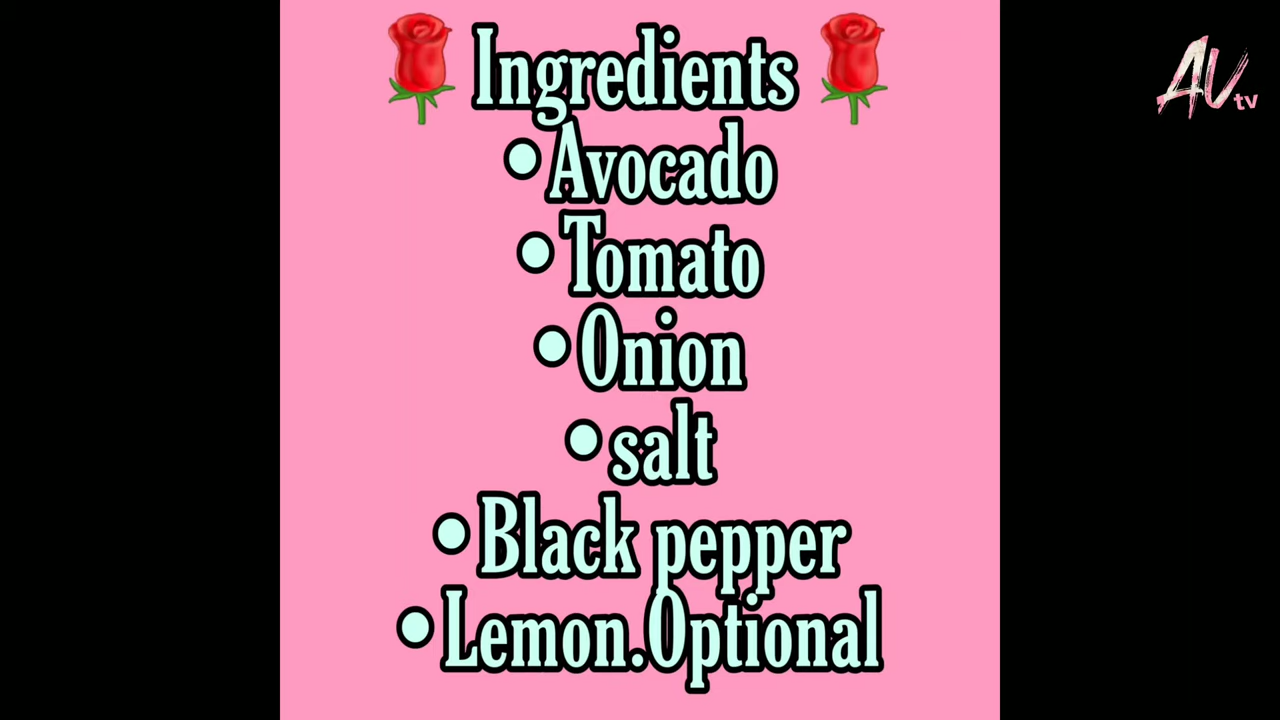 Ingredients
•Avocado
•Tomato
•Onion
•salt
•Black pepper
•Lemon.Optional
AV tv